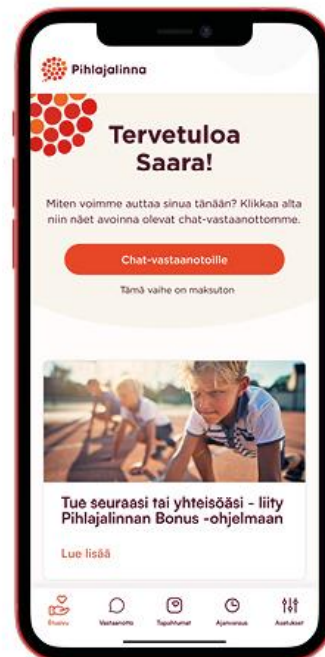 Pihlajalinna
Tervetuloa
Saara!
Miten voimme auttaa sinua tänään? Klikkaa alta
niin näet avoinna olevat chat-vastaanottomme.
Chat-vastaanotoille
Tämä vaihe on maksuton
Tue seuraasi tai yhteisöäsi - liity
Pihlajalinnan Bonus -ohjelmaan
Lue lisää
Etusivu Vastaanotto Tapahtumat Ajanvaraus Asetukset